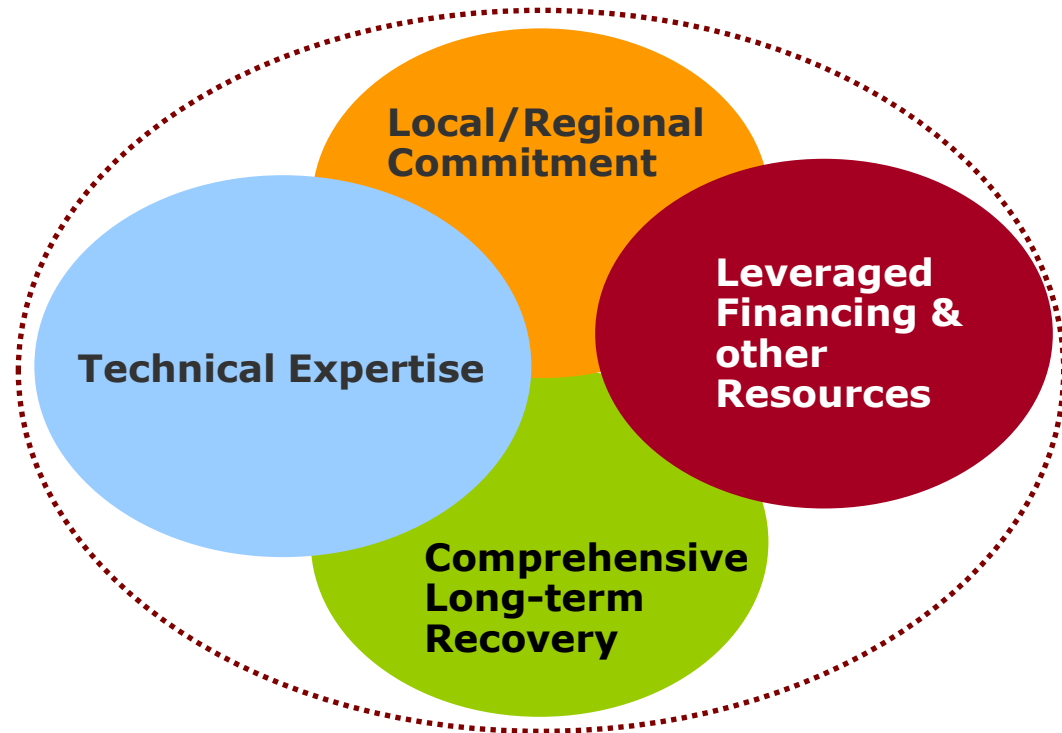 Local/Regional
Commitment
Technical Expertise
Leveraged
Financing &
other
Resources
Comprehensive
Long-term
Recovery